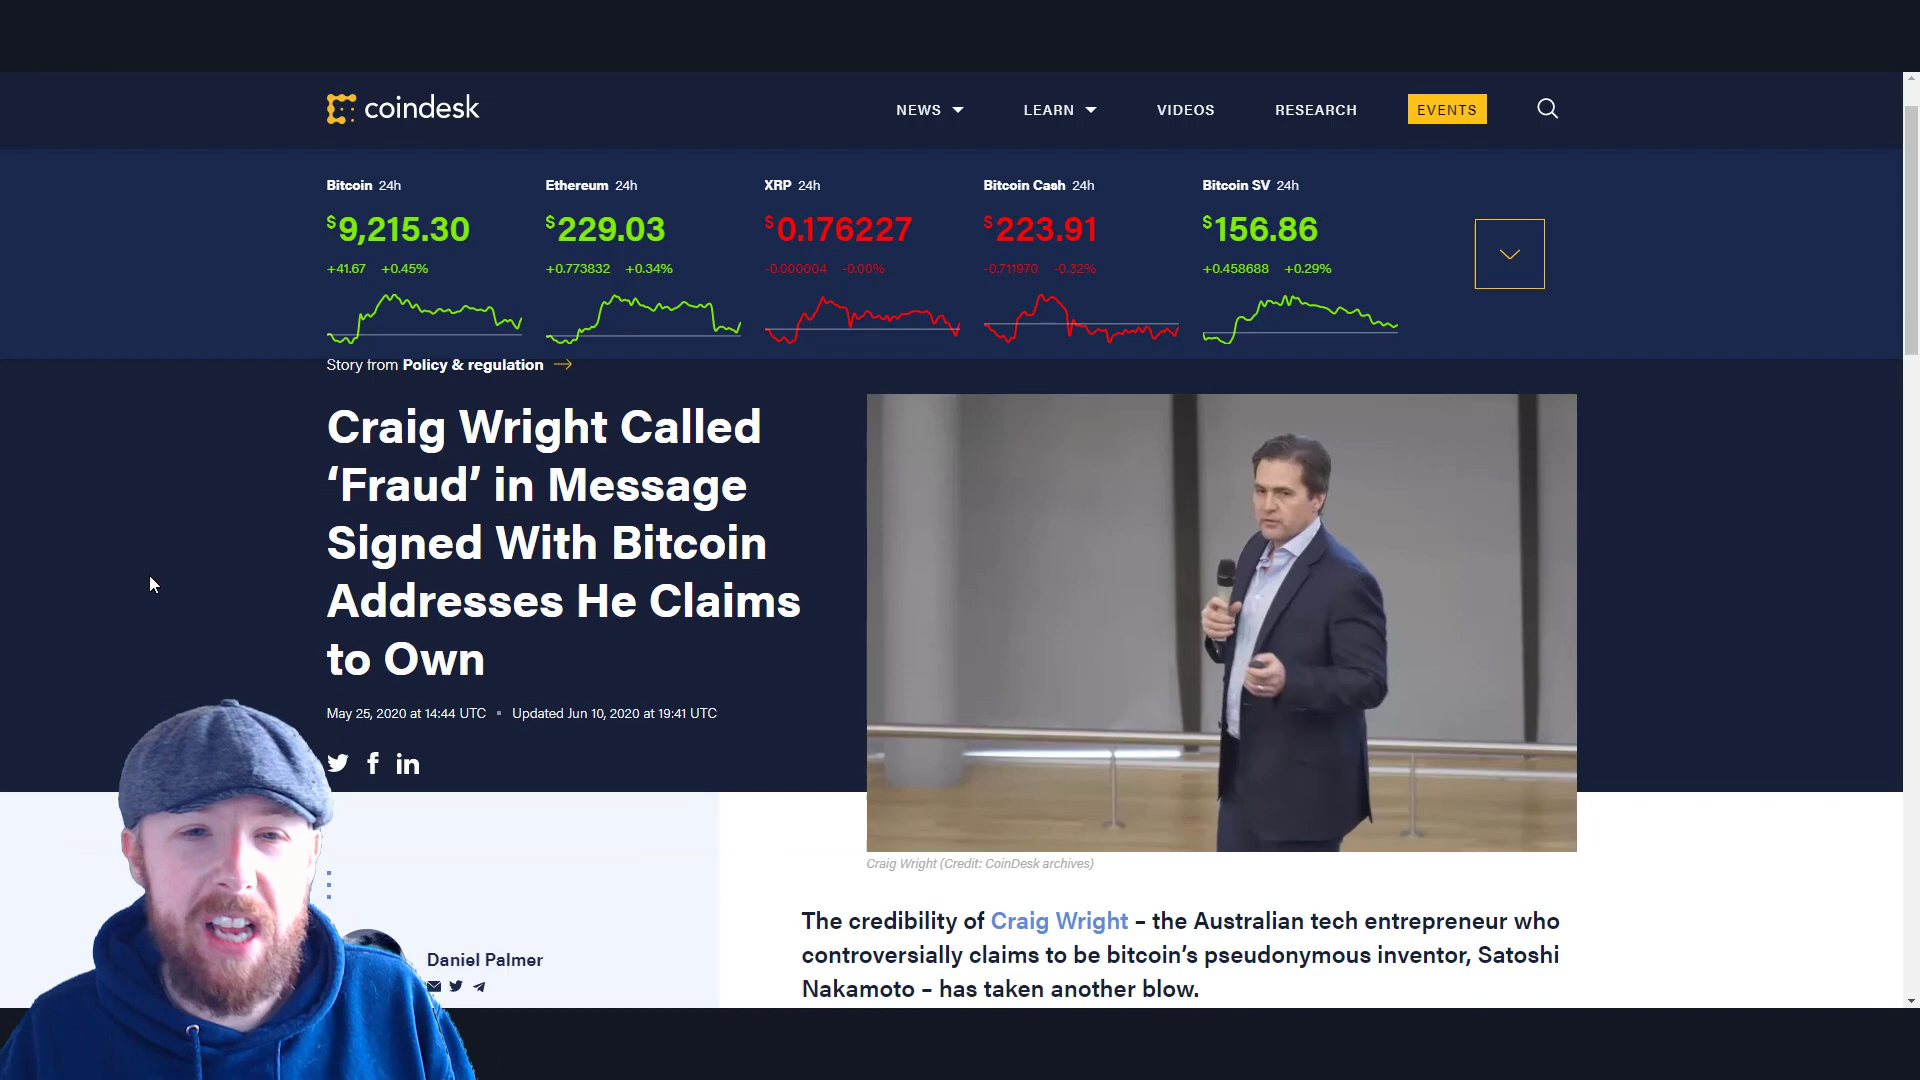 coindesk
NEWS LEARN VIDEOS RESEARCH EVENTS
Bitcoin 24h Ethereum 24h XRP 24h Bitcoin Cash 24h Bitcoin SV 24h
$9,215.30 $229.03 $0.176227 $223.91 $156.86
+41.67 +0.45% +0.773832 +0.34% -0.000004 -0.00% -0.711970 -0.32% +0.458688 +0.29%
Story from Policy & regulation →
Craig Wright Called
‘Fraud’ in Message
Signed With Bitcoin
Addresses He Claims
to Own
May 25, 2020 at 14:44 UTC ▪ Updated Jun 10, 2020 at 19:41 UTC
Craig Wright (Credit: CoinDesk archives)
Daniel Palmer
The credibility of Craig Wright – the Australian tech entrepreneur who
controversially claims to be bitcoin’s pseudonymous inventor, Satoshi
Nakamoto – has taken another blow.